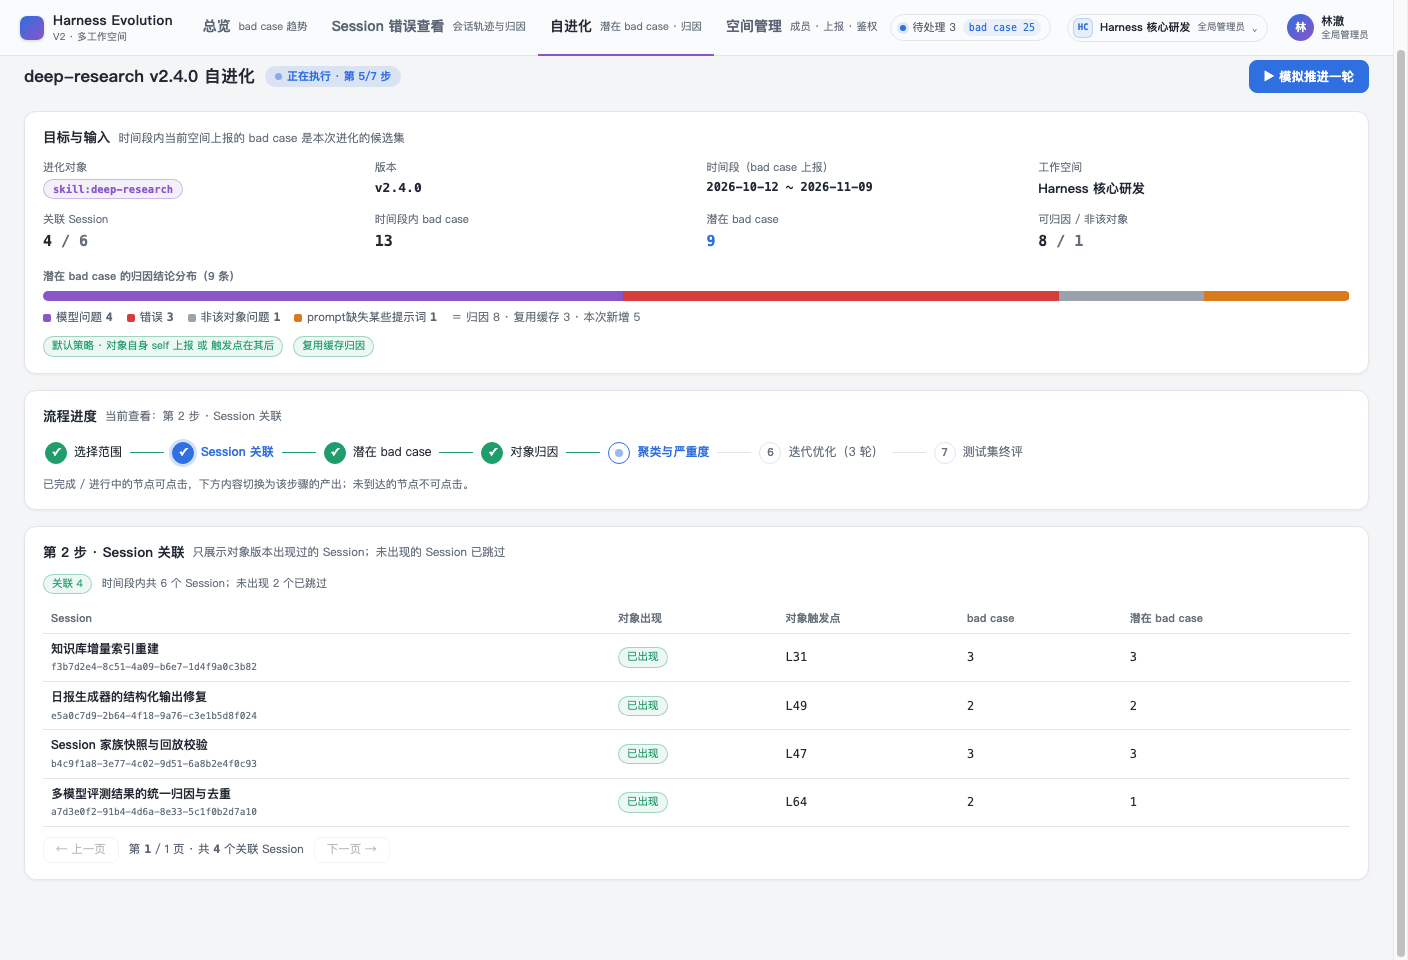 Harness Evolution
V2 · 多工作空间
总览 bad case 趋势
Session 错误查看 会话轨迹与归因
自进化 潜在 bad case · 归因
空间管理 成员 · 上报 · 鉴权
待处理 3 bad case 25
HC Harness 核心研发 全局管理员
林 林澈
全局管理员
deep-research v2.4.0 自进化 正在执行 · 第 5/7 步
▶ 模拟推进一轮
目标与输入 时间段内当前空间上报的 bad case 是本次进化的候选集
进化对象 版本 时间段（bad case 上报） 工作空间
skill:deep-research v2.4.0 2026-10-12 ~ 2026-11-09 Harness 核心研发
关联 Session 时间段内 bad case 潜在 bad case 可归因 / 非该对象
4 / 6 13 9 8 / 1
潜在 bad case 的归因结论分布（9 条）
模型问题 4 错误 3 非该对象问题 1 prompt缺失某些提示词 1 = 归因 8 · 复用缓存 3 · 本次新增 5
默认策略 · 对象自身 self 上报 或 触发点在其后 复用缓存归因
流程进度 当前查看：第 2 步 · Session 关联
✓ 选择范围 ✓ Session 关联 ✓ 潜在 bad case ✓ 对象归因 聚类与严重度 6 迭代优化（3 轮） 7 测试集终评
已完成 / 进行中的节点可点击，下方内容切换为该步骤的产出；未到达的节点不可点击。
第 2 步 · Session 关联 只展示对象版本出现过的 Session；未出现的 Session 已跳过
关联 4 时间段内共 6 个 Session；未出现 2 个已跳过
Session 对象出现 对象触发点 bad case 潜在 bad case
知识库增量索引重建
f3b7d2e4-8c51-4a09-b6e7-1d4f9a0c3b82
已出现 L31 3 3
日报生成器的结构化输出修复
e5a0c7d9-2b64-4f18-9a76-c3e1b5d8f024
已出现 L49 2 2
Session 家族快照与回放校验
b4c9f1a8-3e77-4c02-9d51-6a8b2e4f0c93
已出现 L47 3 3
多模型评测结果的统一归因与去重
a7d3e0f2-91b4-4d6a-8e33-5c1f0b2d7a10
已出现 L64 2 1
← 上一页 第 1 / 1 页 · 共 4 个关联 Session 下一页 →